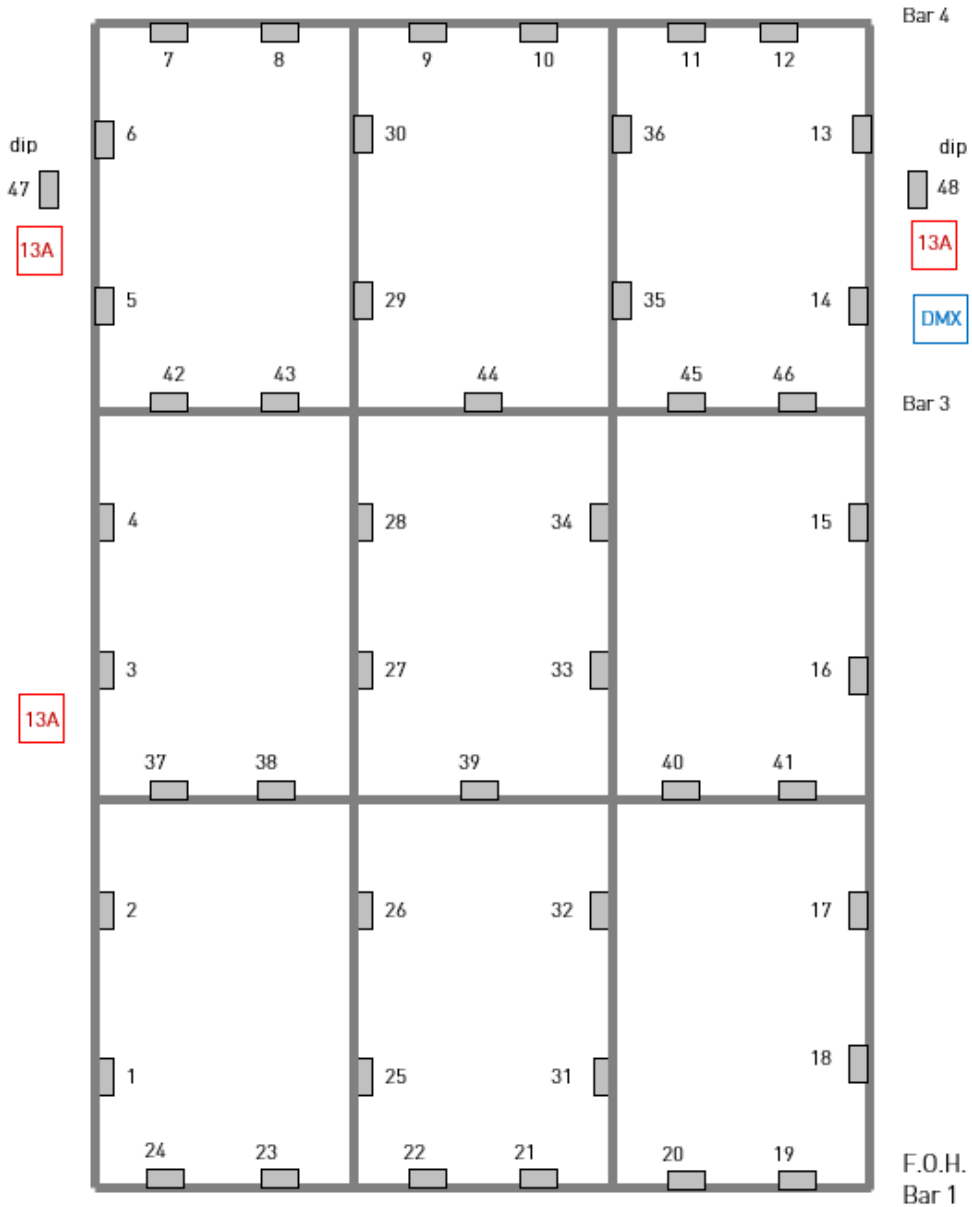 Bar 4
7 8 9 10 11 12
6 30 36 13
dip dip
47 48
13A 13A
5 29 35 14
DMX
42 43 44 45 46
Bar 3
4 28 34 15
3 27 33 16
13A
37 38 39 40 41
2 26 32 17
1 25 31 18
24 23 22 21 20 19
F.O.H.
Bar 1